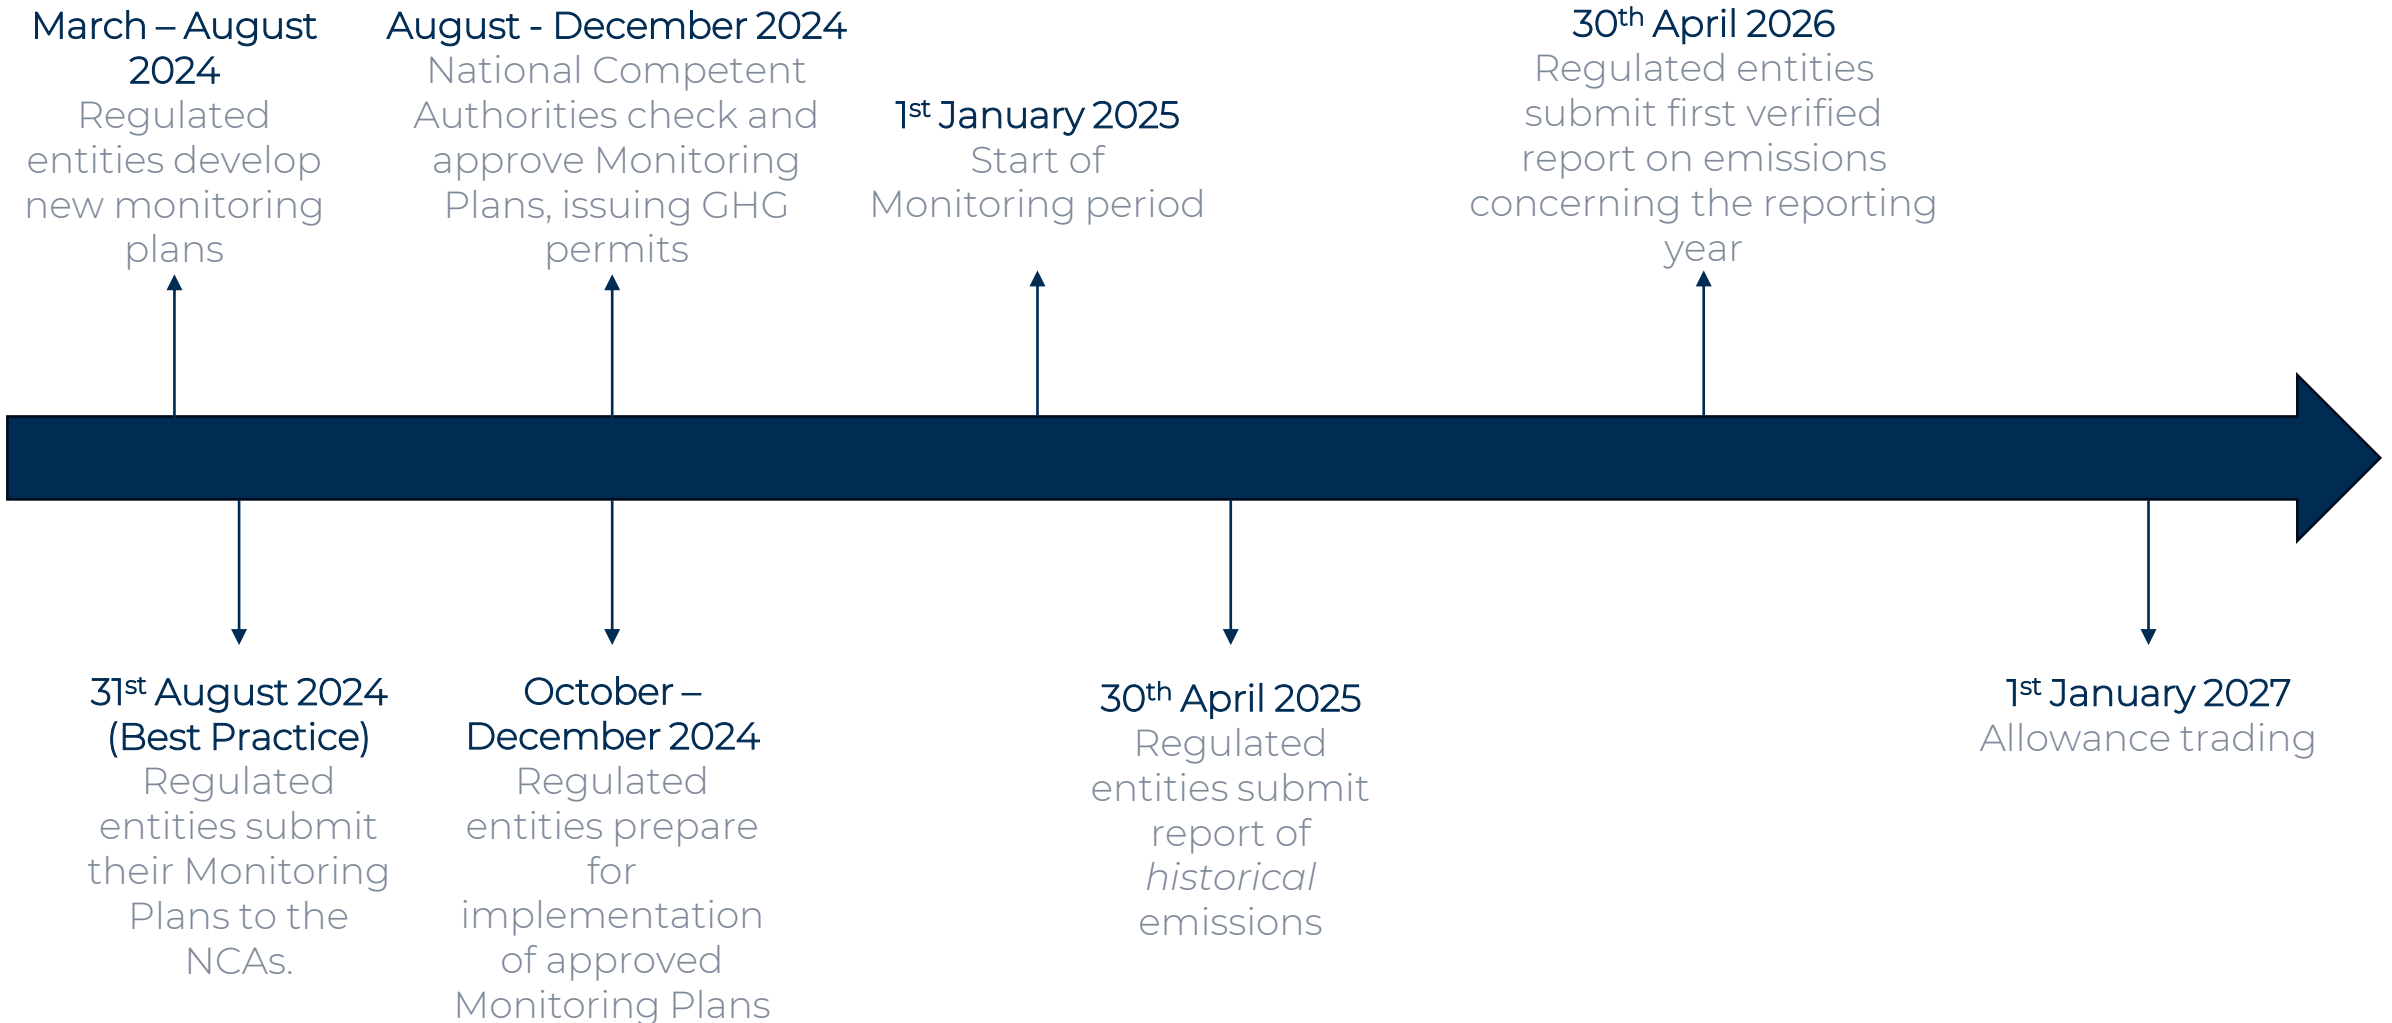 March – August
2024
Regulated
entities develop
new monitoring
plans
August - December 2024
National Competent
Authorities check and
approve Monitoring
Plans, issuing GHG
permits
1st January 2025
Start of
Monitoring period
30th April 2026
Regulated entities
submit first verified
report on emissions
concerning the reporting
year
31st August 2024
(Best Practice)
Regulated
entities submit
their Monitoring
Plans to the
NCAs.
October –
December 2024
Regulated
entities prepare
for
implementation
of approved
Monitoring Plans
30th April 2025
Regulated
entities submit
report of
historical
emissions
1st January 2027
Allowance trading